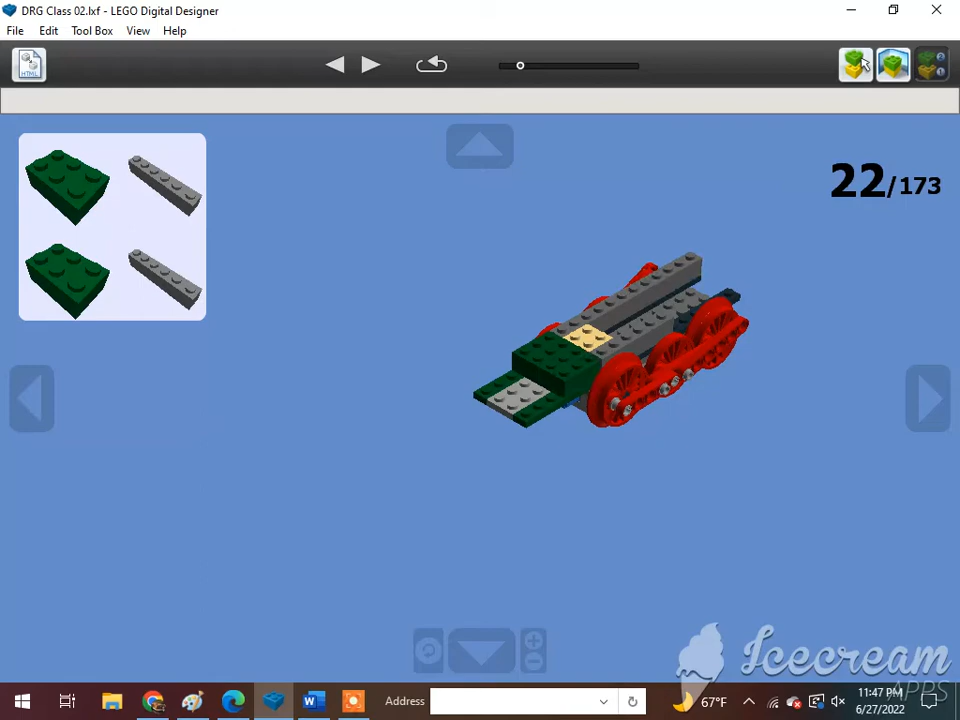 DRG Class 02.lxf - LEGO Digital Designer
File Edit Tool Box View Help
HTML
22/173
Icecream
APPS
Address
67°F
11:47 PM
6/27/2022